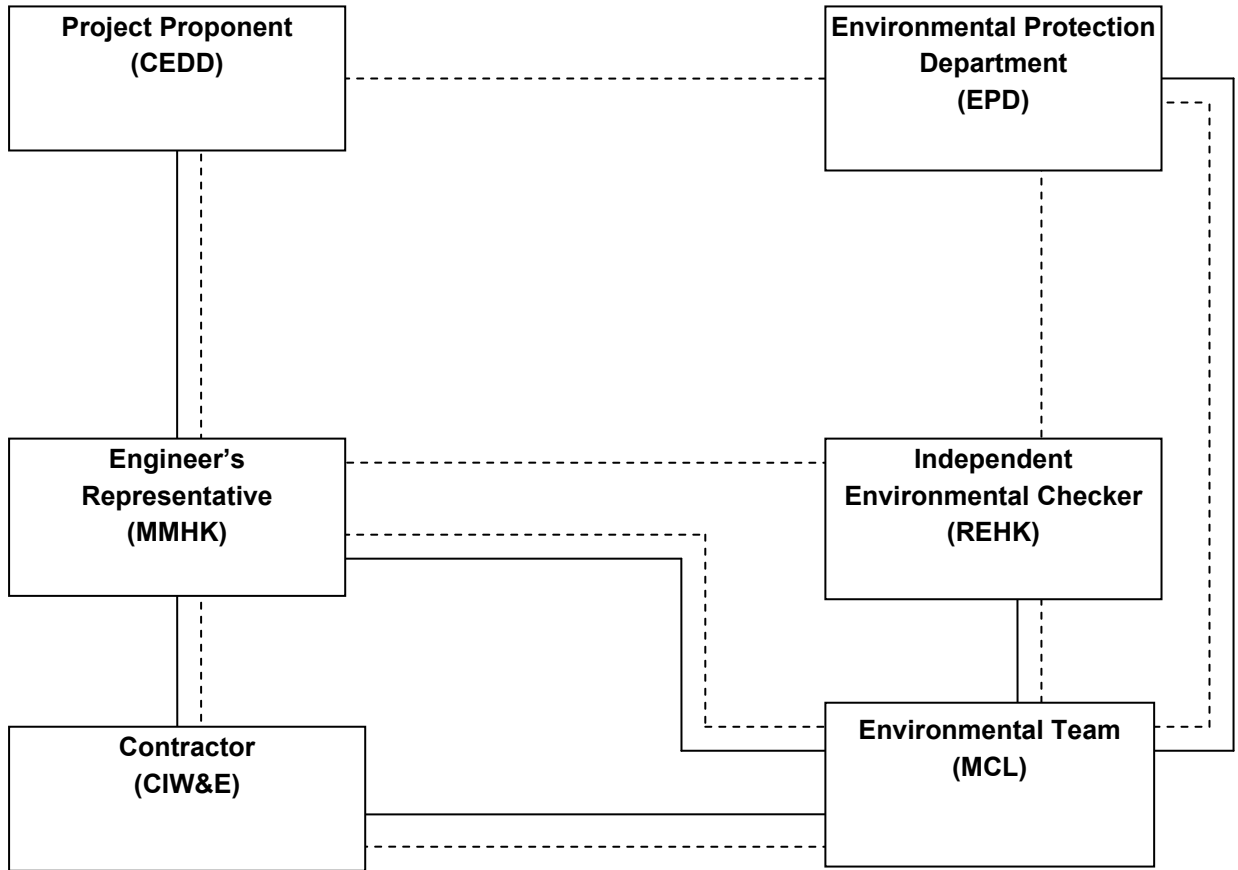 Project Proponent
(CEDD)
Environmental Protection
Department
(EPD)
Engineer’s
Representative
(MMHK)
Independent
Environmental Checker
(REHK)
Contractor
(CIW&E)
Environmental Team
(MCL)